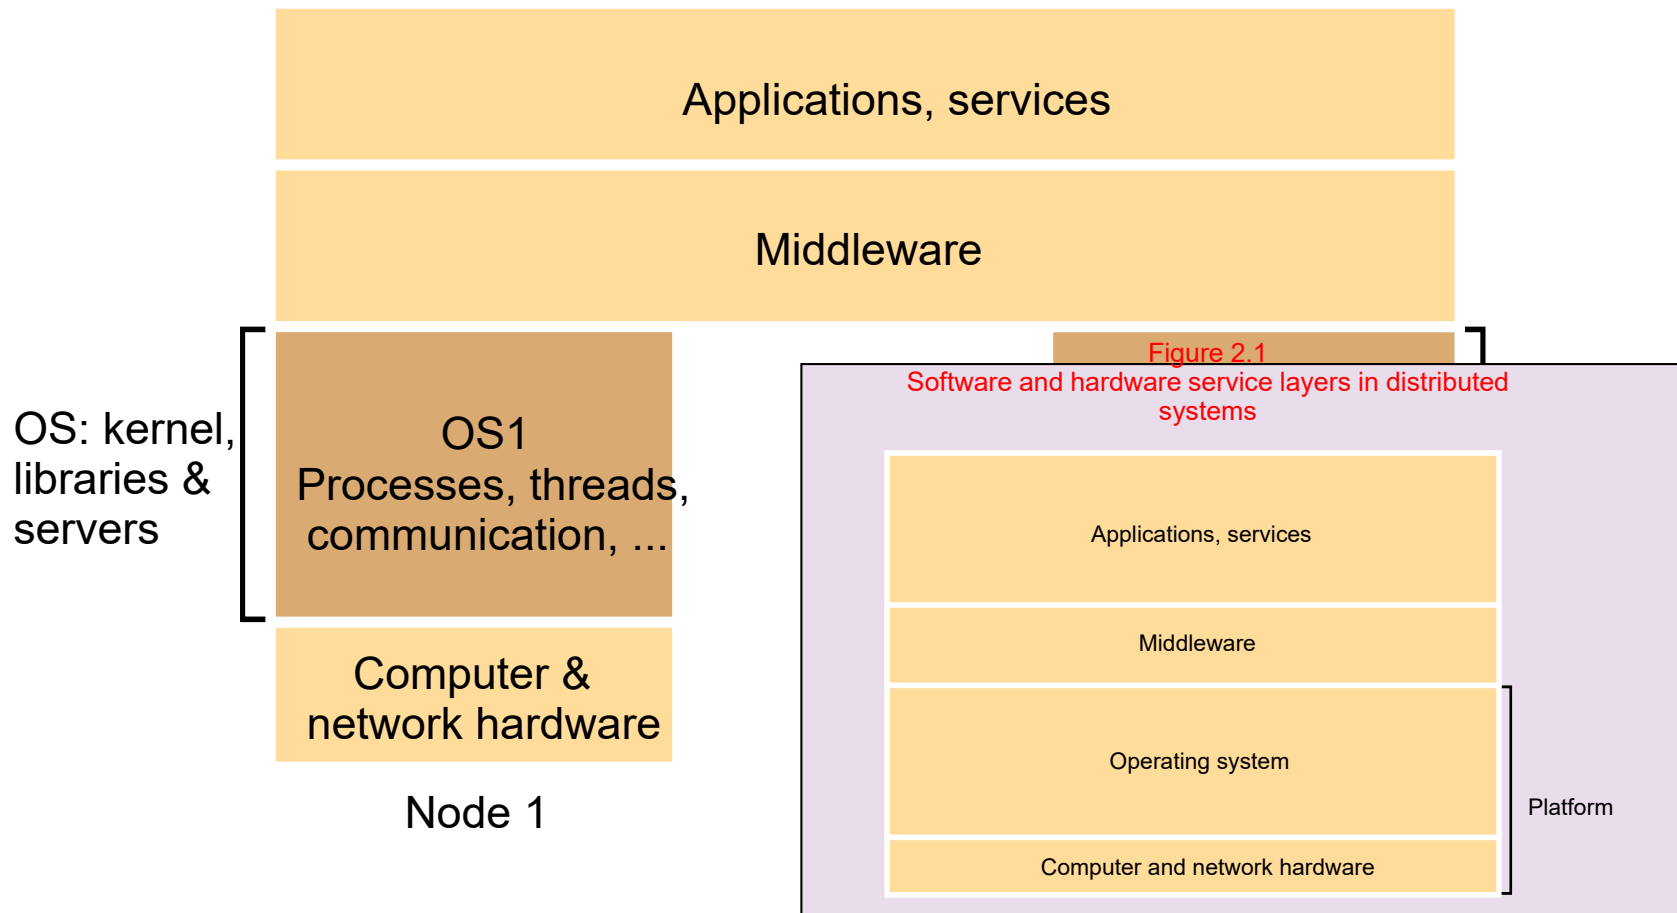 Applications, services
Middleware
OS: kernel,
libraries &
servers
OS1
Processes, threads,
communication, ...
Computer &
network hardware
Node 1
Figure 2.1
Software and hardware service layers in distributed
systems
Applications, services
Middleware
Operating system
Platform
Computer and network hardware